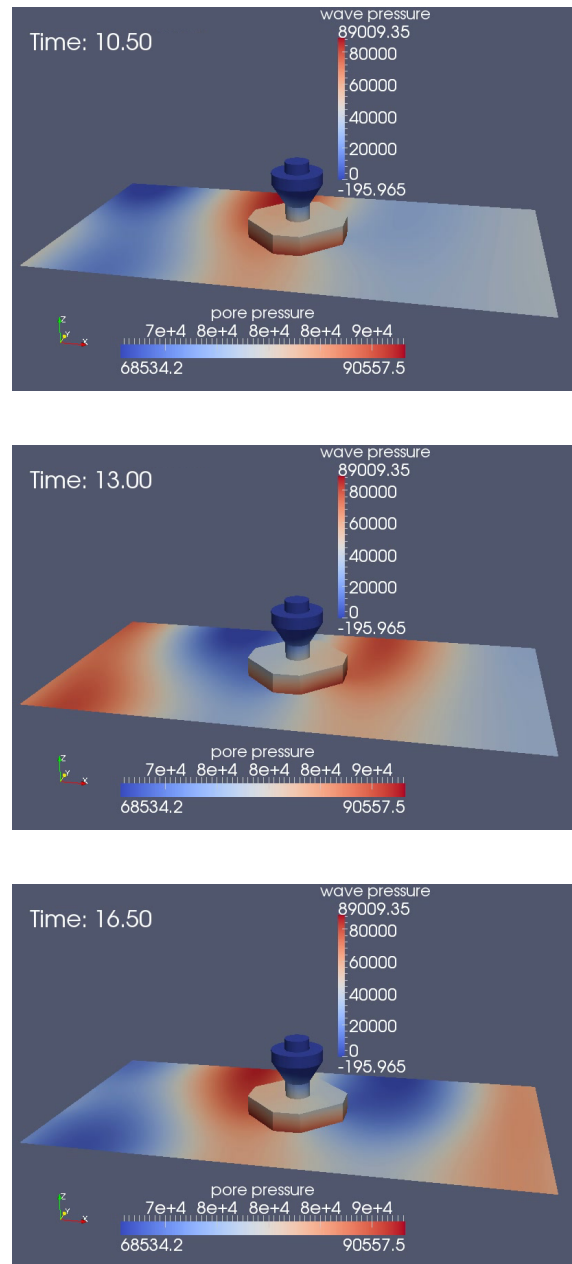 wave pressure
Time: 10.50
89009.35
80000
60000
40000
20000
0
-195.965
pore pressure
7e+4 8e+4 8e+4 8e+4 9e+4
68534.2 90557.5
Z
Y
X
wave pressure
Time: 13.00
89009.35
80000
60000
40000
20000
0
-195.965
pore pressure
7e+4 8e+4 8e+4 8e+4 9e+4
68534.2 90557.5
Z
Y
X
wave pressure
Time: 16.50
89009.35
80000
60000
40000
20000
0
-195.965
pore pressure
7e+4 8e+4 8e+4 8e+4 9e+4
68534.2 90557.5
Z
Y
X